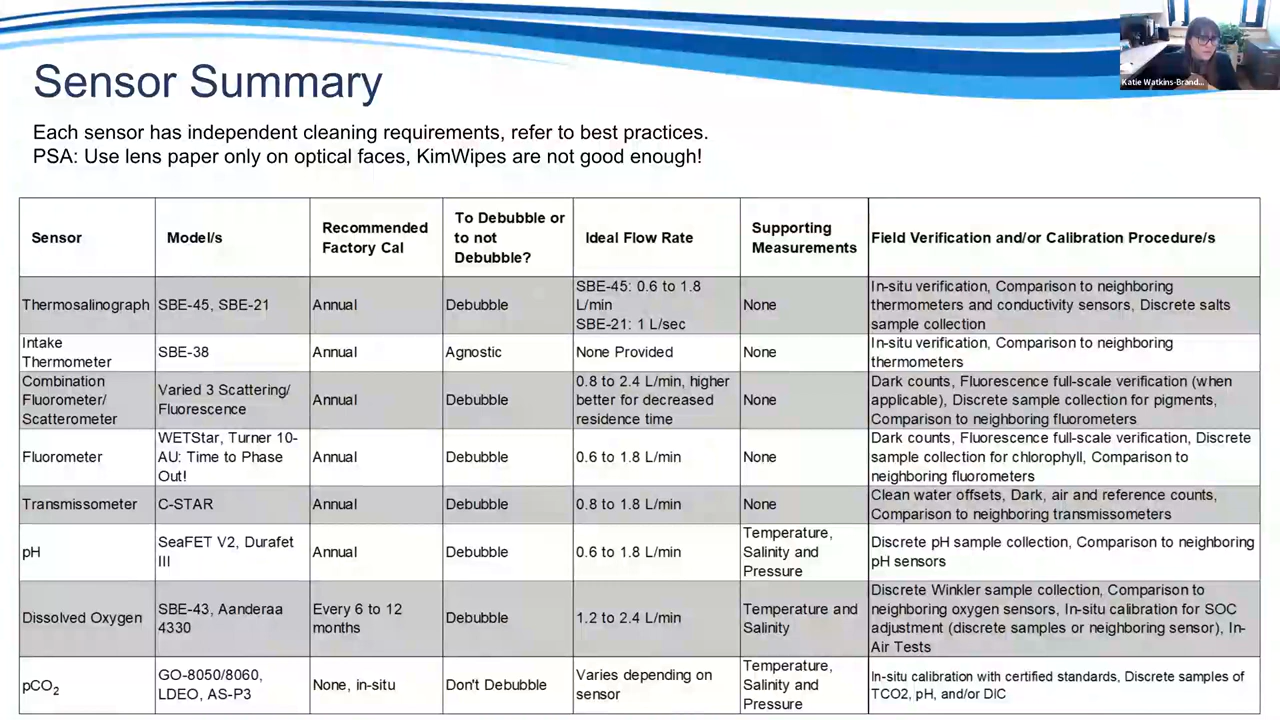 Katie Watkins-Brand...
Sensor Summary
Each sensor has independent cleaning requirements, refer to best practices.
PSA: Use lens paper only on optical faces, KimWipes are not good enough!
Sensor
Model/s
Recommended
Factory Cal
To Debubble or
to not
Debubble?
Ideal Flow Rate
Supporting
Measurements
Field Verification and/or Calibration Procedure/s
Thermosalinograph
SBE-45, SBE-21
Annual
Debubble
SBE-45: 0.6 to 1.8
L/min
SBE-21: 1 L/sec
None
In-situ verification, Comparison to neighboring
thermometers and conductivity sensors, Discrete salts
sample collection
Intake
Thermometer
SBE-38
Annual
Agnostic
None Provided
None
In-situ verification, Comparison to neighboring
thermometers
Combination
Fluorometer/
Scatterometer
Varied 3 Scattering/
Fluorescence
Annual
Debubble
0.8 to 2.4 L/min, higher
better for decreased
residence time
None
Dark counts, Fluorescence full-scale verification (when
applicable), Discrete sample collection for pigments,
Comparison to neighboring fluorometers
Fluorometer
WETStar, Turner 10-
AU: Time to Phase
Out!
Annual
Debubble
0.6 to 1.8 L/min
None
Dark counts, Fluorescence full-scale verification, Discrete
sample collection for chlorophyll, Comparison to
neighboring fluorometers
Transmissometer
C-STAR
Annual
Debubble
0.8 to 1.8 L/min
None
Clean water offsets, Dark, air and reference counts,
Comparison to neighboring transmissometers
pH
SeaFET V2, Durafet
III
Annual
Debubble
0.6 to 1.8 L/min
Temperature,
Salinity and
Pressure
Discrete pH sample collection, Comparison to neighboring
pH sensors
Dissolved Oxygen
SBE-43, Aanderaa
4330
Every 6 to 12
months
Debubble
1.2 to 2.4 L/min
Temperature and
Salinity
Discrete Winkler sample collection, Comparison to
neighboring oxygen sensors, In-situ calibration for SOC
adjustment (discrete samples or neighboring sensor), In-
Air Tests
pCO₂
GO-8050/8060,
LDEO, AS-P3
None, in-situ
Don't Debubble
Varies depending on
sensor
Temperature,
Salinity and
Pressure
In-situ calibration with certified standards, Discrete samples of
TCO2, pH, and/or DIC